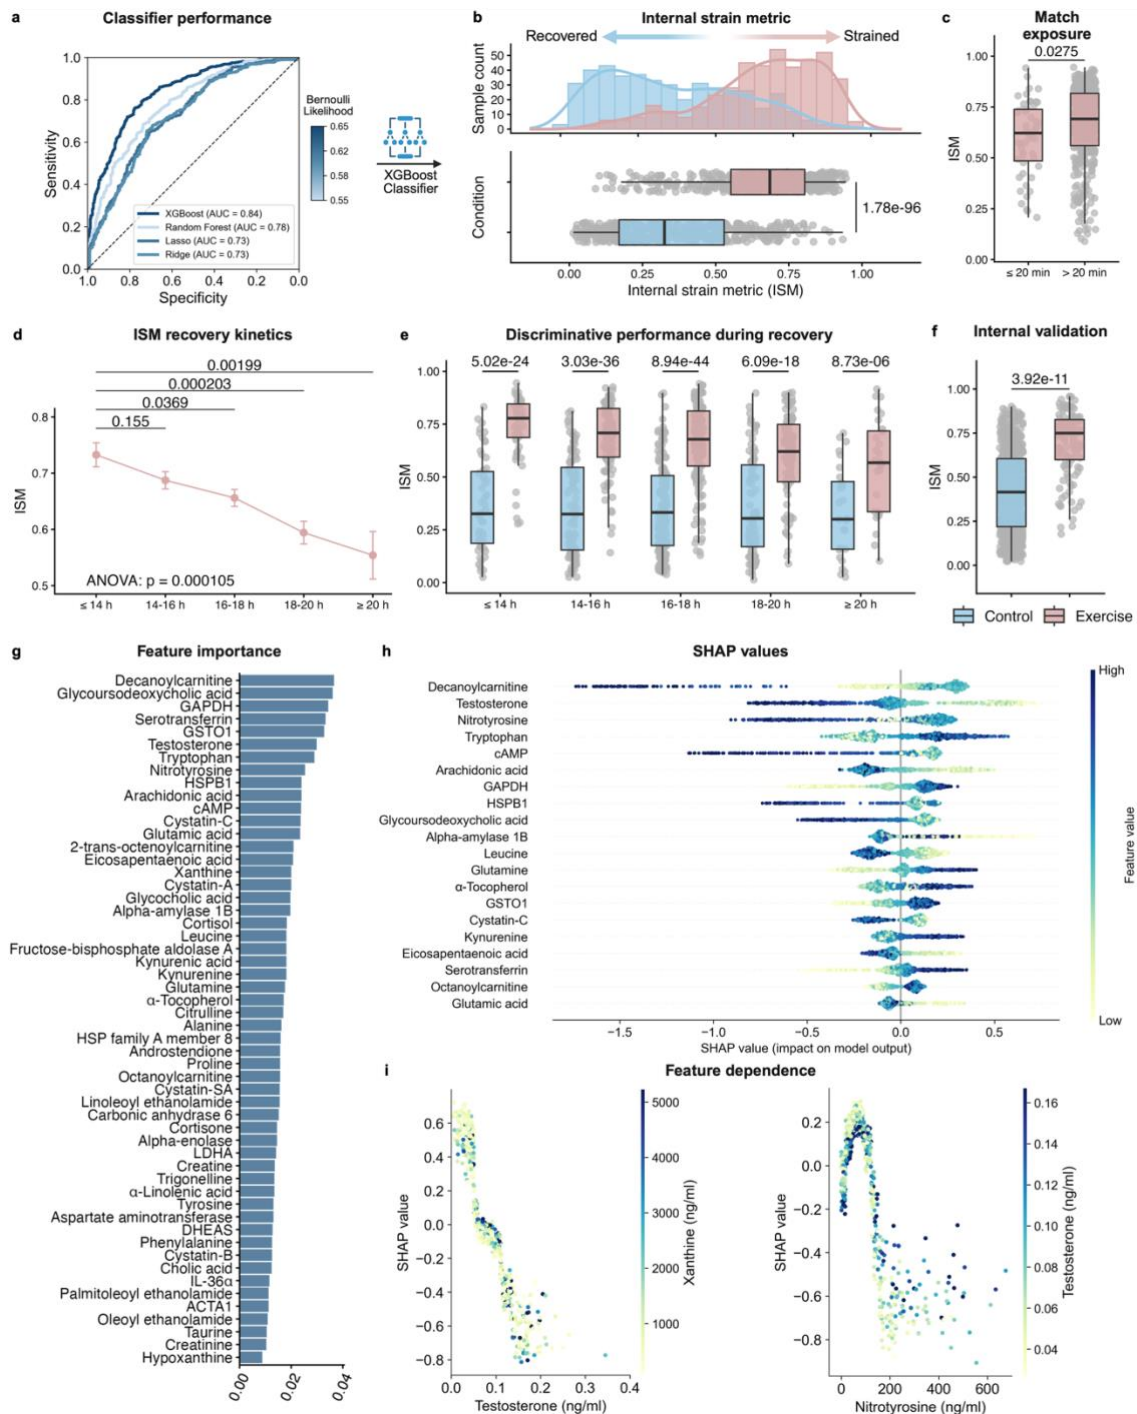 a
Classifier performance
1.0
0.8
0.6
0.4
0.2
0.0
Sensitivity
1.0 0.8 0.6 0.4 0.2 0.0
Specificity
XGBoost (AUC = 0.84)
Random Forest (AUC = 0.78)
Lasso (AUC = 0.73)
Ridge (AUC = 0.73)
Bernoulli
Likelihood
0.65
0.62
0.58
0.55
XGBoost
Classifier
b
Internal strain metric
Recovered
Strained
50
40
30
20
10
0
Sample count
Condition
1.78e-96
0.00 0.25 0.50 0.75 1.00
Internal strain metric (ISM)
c
Match
exposure
0.0275
1.00
0.75
0.50
0.25
0.00
ISM
≤ 20 min > 20 min
d
ISM recovery kinetics
0.00199
0.000203
0.0369
0.155
0.8
0.7
0.6
0.5
ISM
ANOVA: p = 0.000105
≤ 14 h 14-16 h 16-18 h 18-20 h ≥ 20 h
e
Discriminative performance during recovery
5.02e-24 3.03e-36 8.94e-44 6.09e-18 8.73e-06
1.00
0.75
0.50
0.25
0.00
ISM
≤ 14 h 14-16 h 16-18 h 18-20 h ≥ 20 h
f
Internal validation
3.92e-11
1.00
0.75
0.50
0.25
0.00
ISM
Control Exercise
g
Feature importance
Decanoylcarnitine
Glycoursodeoxycholic acid
GAPDH
Serotransferrin
GSTO1
Testosterone
Tryptophan
Nitrotyrosine
HSPB1
Arachidonic acid
cAMP
Cystatin-C
Glutamic acid
2-trans-octenoylcarnitine
Eicosapentaenoic acid
Xanthine
Cystatin-A
Glycocholic acid
Alpha-amylase 1B
Cortisol
Leucine
Fructose-bisphosphate aldolase A
Kynurenic acid
Kynurenine
Glutamine
α-Tocopherol
Citrulline
Alanine
HSP family A member 8
Androstendione
Proline
Octanoylcarnitine
Cystatin-SA
Linoleoyl ethanolamide
Carbonic anhydrase 6
Cortisone
Alpha-enolase
LDHA
Creatine
Trigonelline
α-Linolenic acid
Tyrosine
Aspartate aminotransferase
DHEAS
Phenylalanine
Cystatin-B
Cholic acid
IL-36α
Palmitoleoyl ethanolamide
ACTA1
Oleoyl ethanolamide
Taurine
Creatinine
Hypoxanthine
0.00 0.02 0.04
h
SHAP values
Decanoylcarnitine
Testosterone
Nitrotyrosine
Tryptophan
cAMP
Arachidonic acid
GAPDH
HSPB1
Glycoursodeoxycholic acid
Alpha-amylase 1B
Leucine
Glutamine
α-Tocopherol
GSTO1
Cystatin-C
Kynurenine
Eicosapentaenoic acid
Serotransferrin
Octanoylcarnitine
Glutamic acid
−1.5 −1.0 −0.5 0.0 0.5
SHAP value (impact on model output)
High
Feature value
Low
i
Feature dependence
0.6
0.4
0.2
0.0
−0.2
−0.4
−0.6
−0.8
SHAP value
0.0 0.1 0.2 0.3 0.4
Testosterone (ng/ml)
5000
4000
3000
2000
1000
Xanthine (ng/ml)
0.2
0.0
−0.2
−0.4
−0.6
−0.8
SHAP value
0 200 400 600
Nitrotyrosine (ng/ml)
0.16
0.14
0.12
0.10
0.08
0.06
0.04
Testosterone (ng/ml)